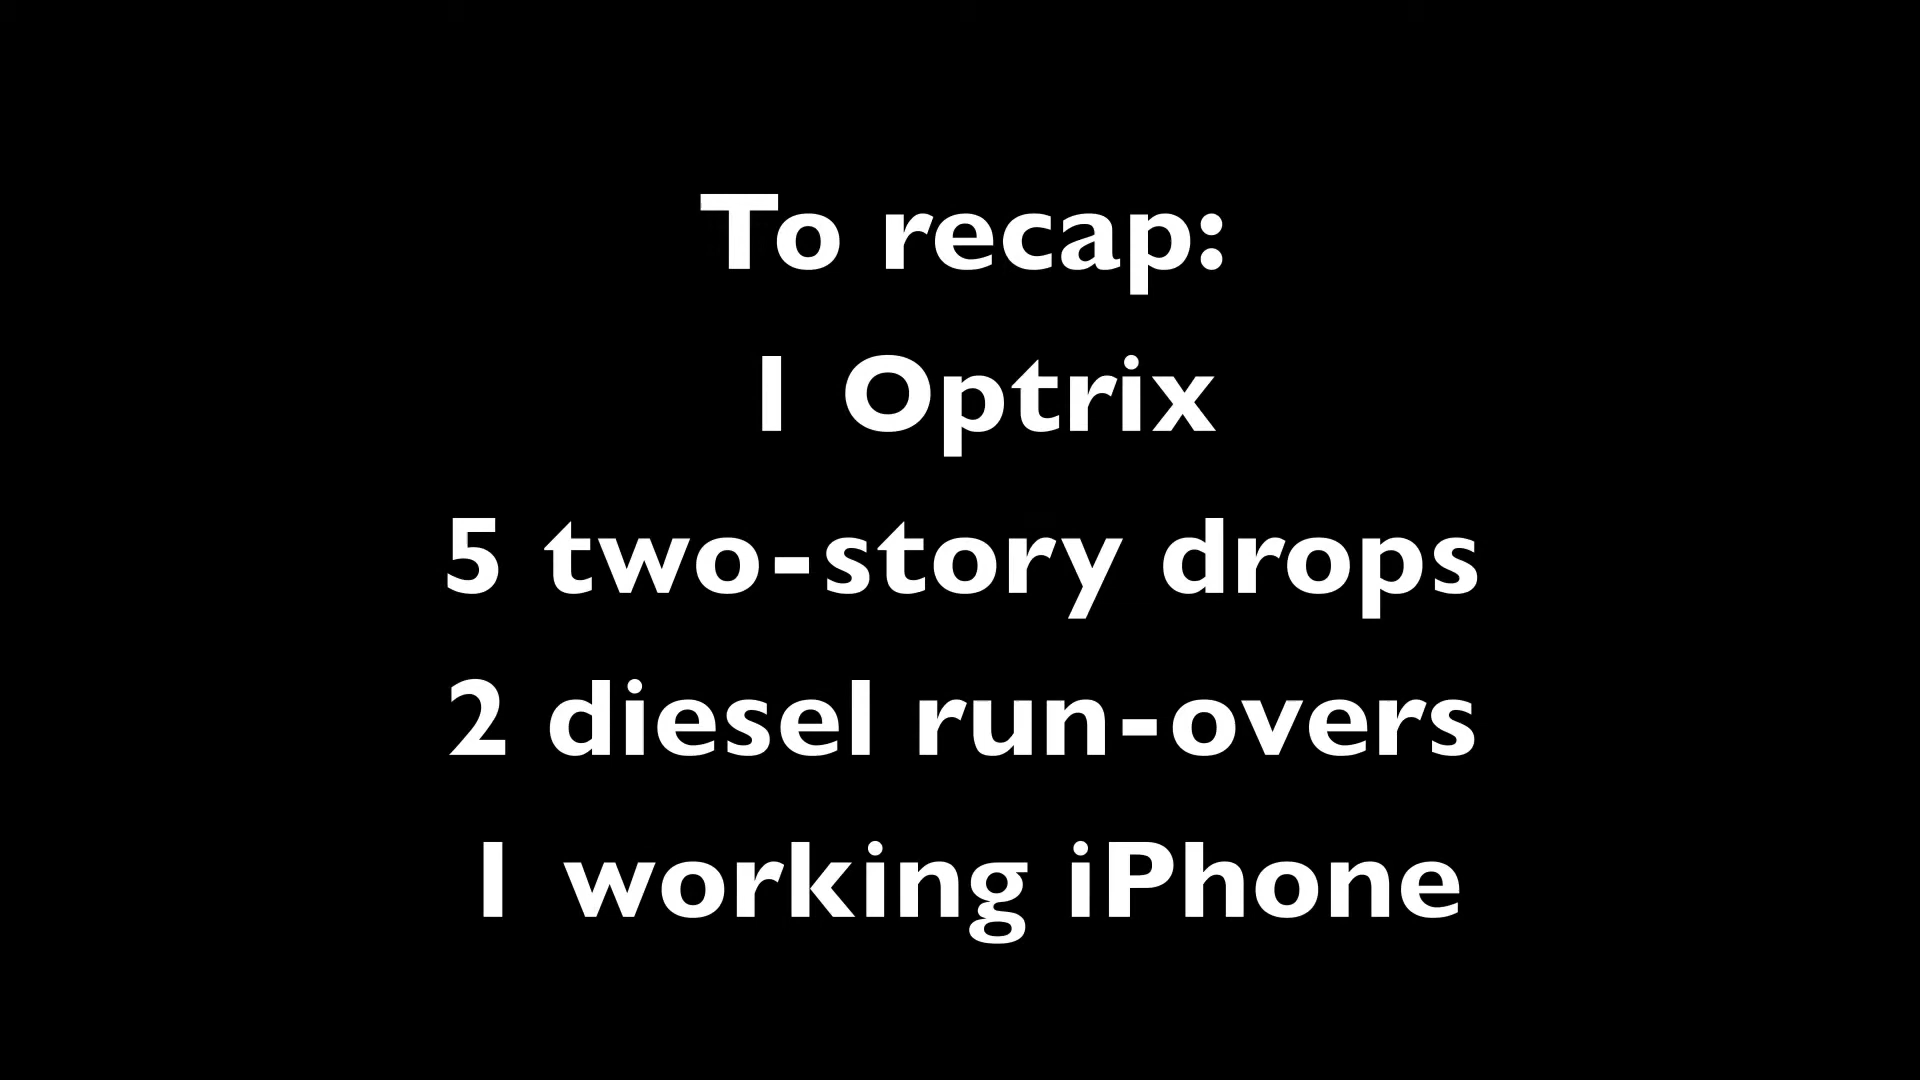 To recap:
1 Optrix
5 two-story drops
2 diesel run-overs
1 working iPhone